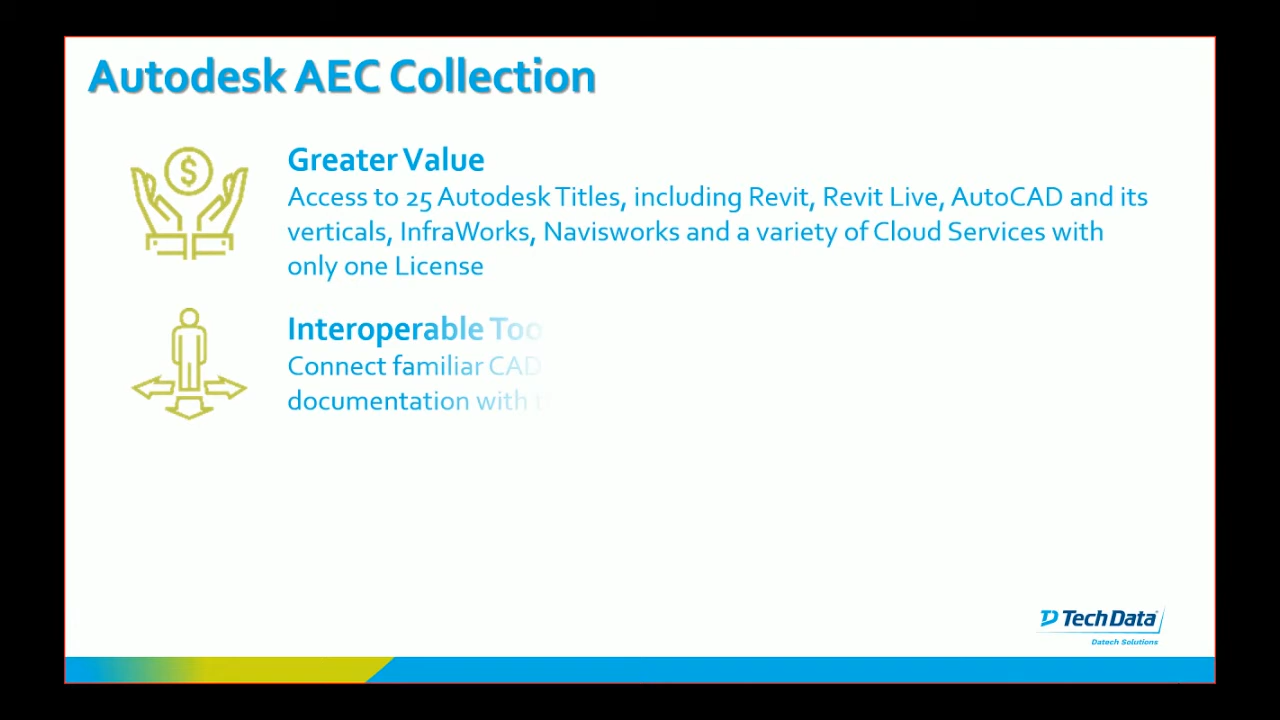 Autodesk AEC Collection
$
Greater Value
Access to 25 Autodesk Titles, including Revit, Revit Live, AutoCAD and its
verticals, InfraWorks, Navisworks and a variety of Cloud Services with
only one License
Interoperable Too
Connect familiar CAD
documentation with
TechData
Datech Solutions